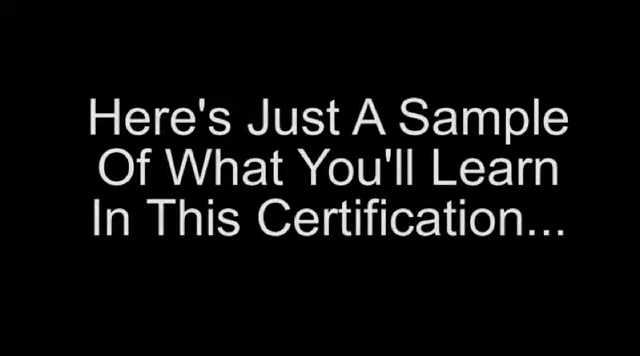 Here's Just A Sample
Of What You'll Learn
In This Certification...